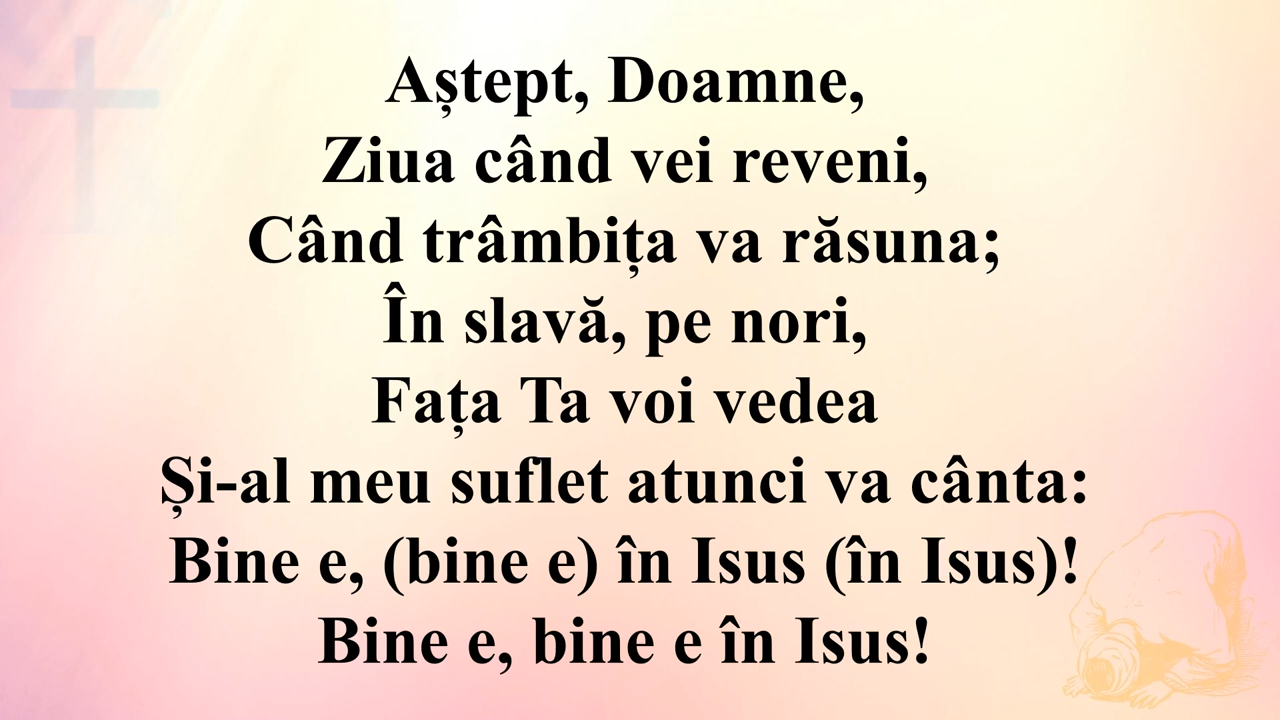 Aștept, Doamne,
Ziua când vei reveni,
Când trâmbița va răsuna;
În slavă, pe nori,
Fața Ta voi vedea
Și-al meu suflet atunci va cânta:
Bine e, (bine e) în Isus (în Isus)!
Bine e, bine e în Isus!